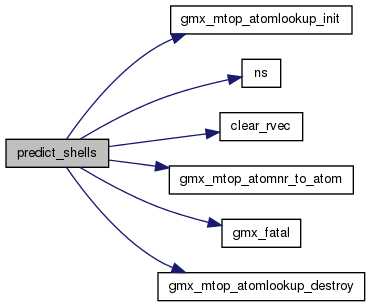 gmx_mtop_atomlookup_init
ns
clear_rvec
predict_shells
gmx_mtop_atomnr_to_atom
gmx_fatal
gmx_mtop_atomlookup_destroy